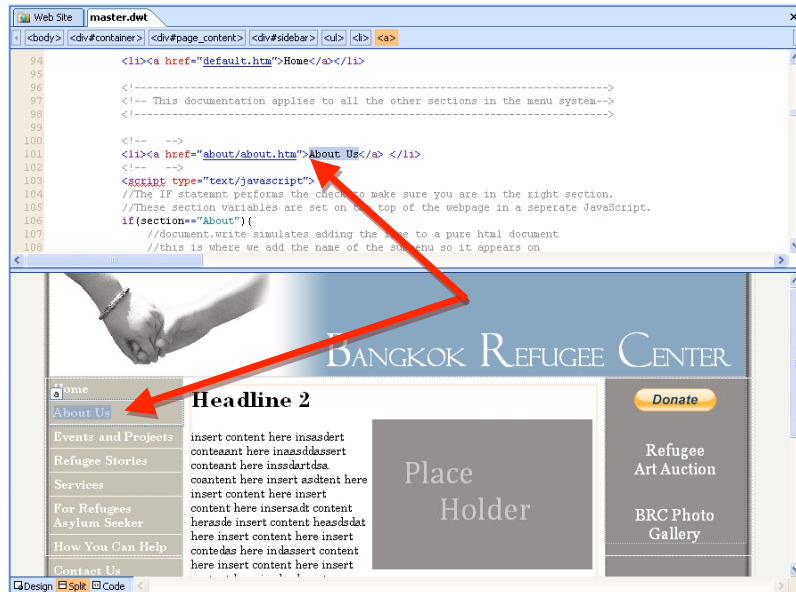 Web Site master.dwt x
<body> <div#container> <div#page_content> <div#sidebar> <ul> <li> <a>
94 <li><a href="default.htm">Home</a></li>
95
96 <!---------------------------------------------------------------------->
97 <!-- This documentation applies to all the other sections in the menu system-->
98 <!---------------------------------------------------------------------->
99
100 <!-- -->
101 <li><a href="about/about.htm">About Us</a> </li>
102 <!-- -->
103 <script type="text/javascript">
104 //The IF statemnt performs the check to make sure you are in the right section.
105 //These section variables are set on the top of the webpage in a seperate JavaScript.
106 if(section=="About"){
107 //document.write simulates adding the line to a pure html document
108 //this is where we add the name of the submenu so it appears on
BANGKOK REFUGEE CENTER
Home
a
About Us
Events and Projects
Refugee Stories
Services
For Refugees
Asylum Seeker
How You Can Help
Contact Us
Headline 2
insert content here insasdert
conteaant here inaasddassert
conteant here inssdartdsa
coantent here insert asdtent here
insert content here insert
content here insersadt content
herasde insert content heasdsdat
here insert content here insert
contedas here indassert content
here insert content here insert
Place
Holder
Donate
Refugee
Art Auction
BRC Photo
Gallery
Design Split Code